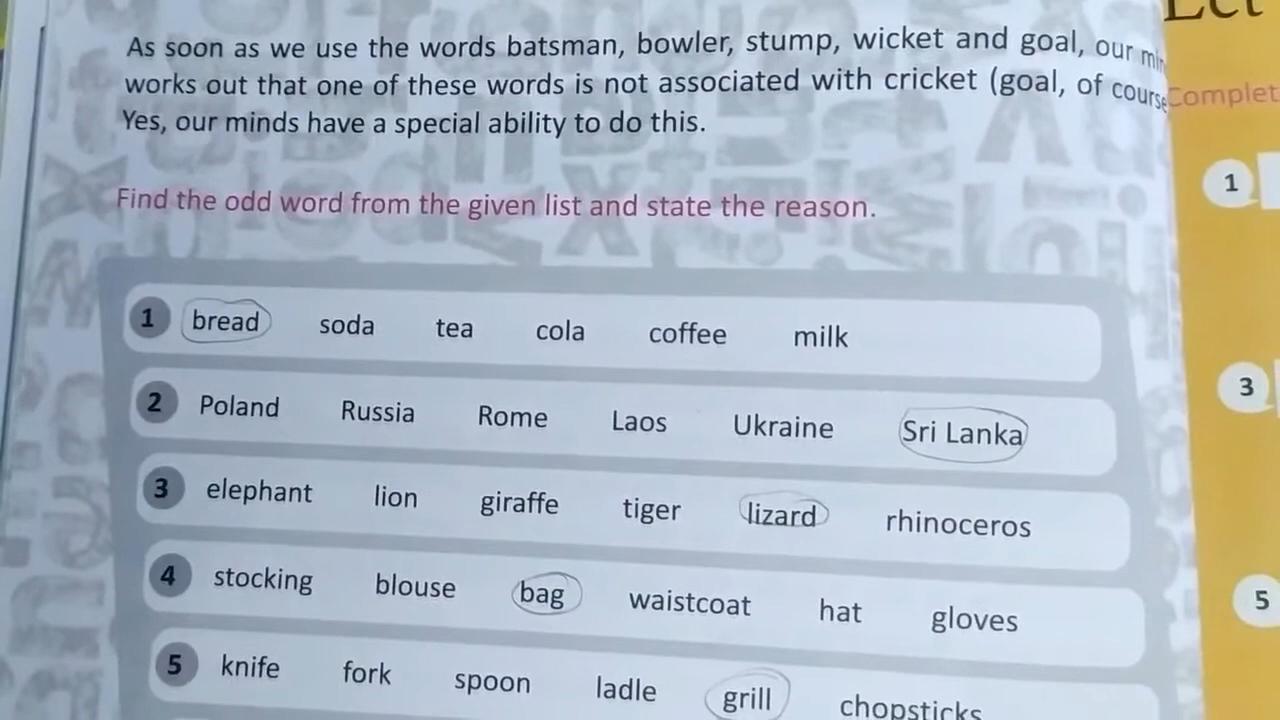 As soon as we use the words batsman, bowler, stump, wicket and goal, our
works out that one of these words is not associated with cricket (goal, of course
Yes, our minds have a special ability to do this.
Find the odd word from the given list and state the reason.
1 bread soda tea cola coffee milk
2 Poland Russia Rome Laos Ukraine Sri Lanka
3 elephant lion giraffe tiger lizard rhinoceros
4 stocking blouse bag waistcoat hat gloves
5 knife fork spoon ladle grill chopsticks
Complet
1
3
5